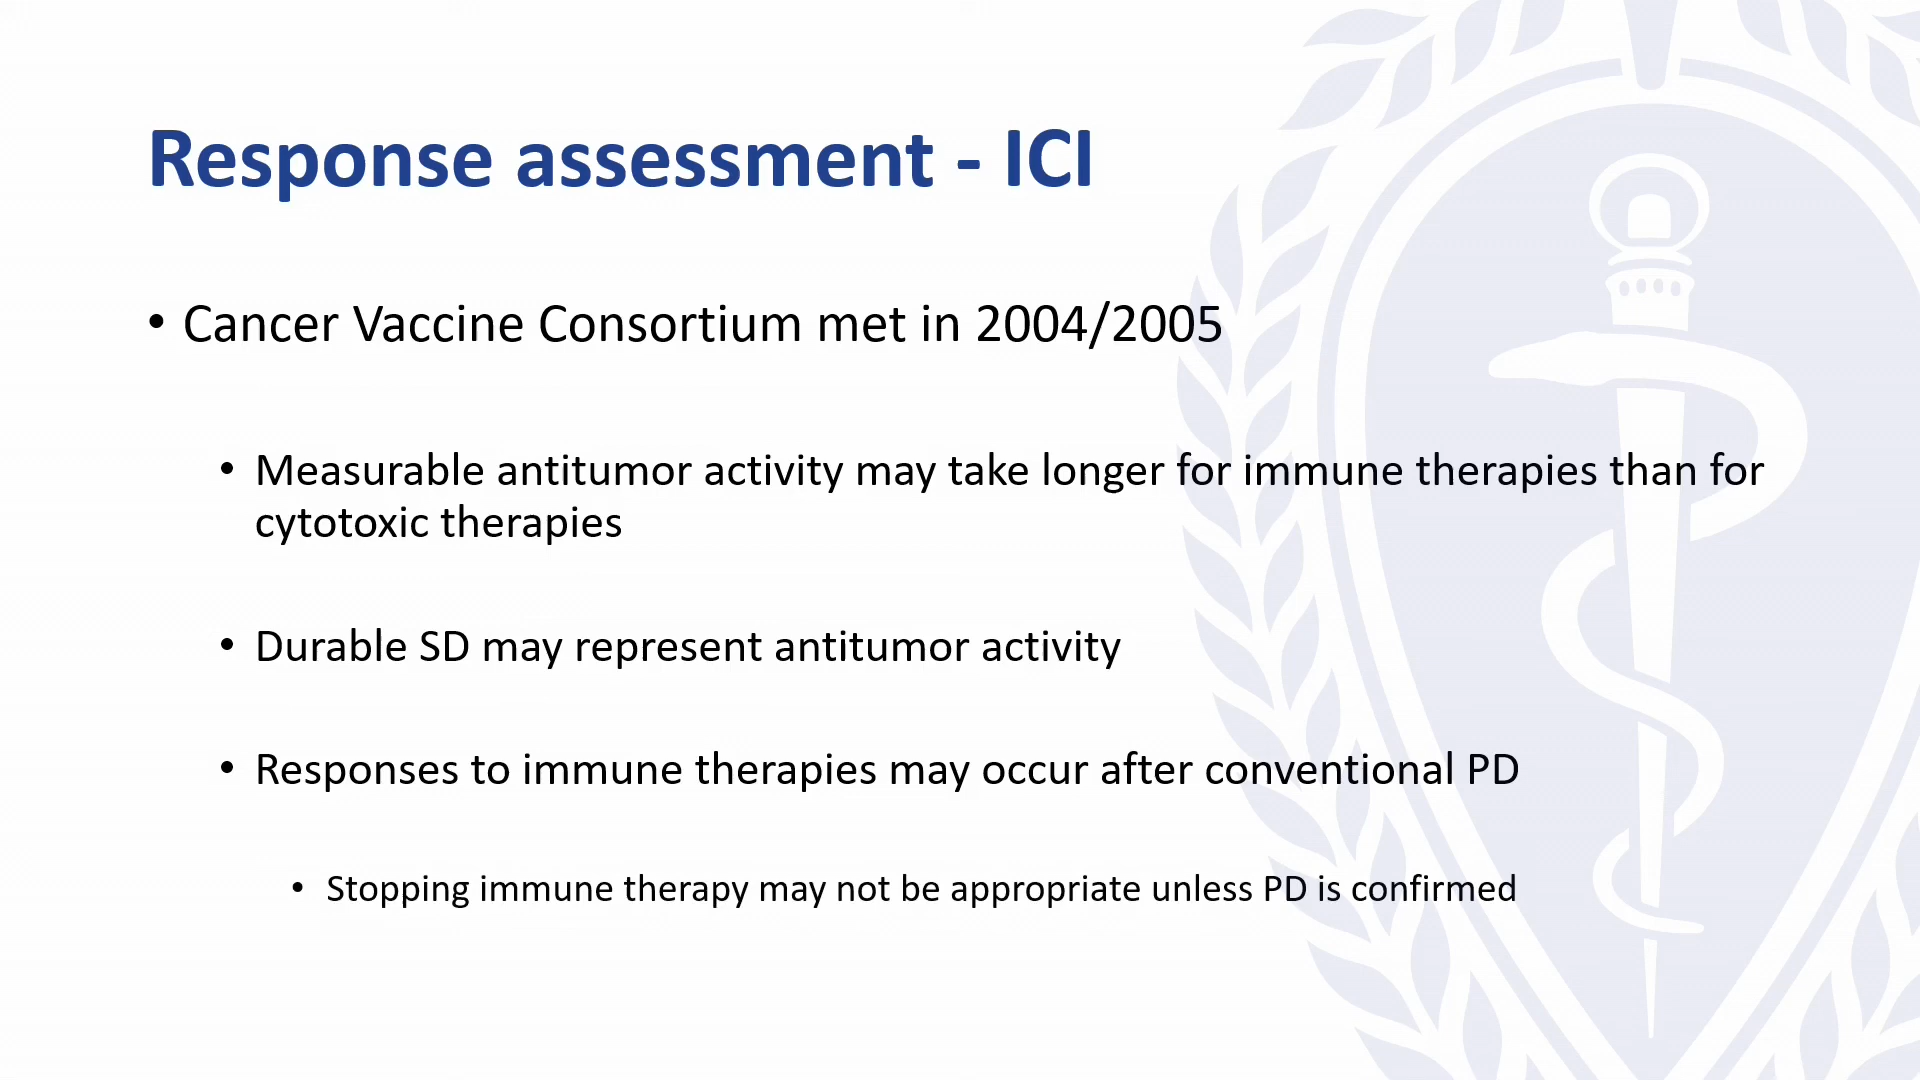 Response assessment - ICI
• Cancer Vaccine Consortium met in 2004/2005
• Measurable antitumor activity may take longer for immune therapies than for
cytotoxic therapies
• Durable SD may represent antitumor activity
• Responses to immune therapies may occur after conventional PD
• Stopping immune therapy may not be appropriate unless PD is confirmed